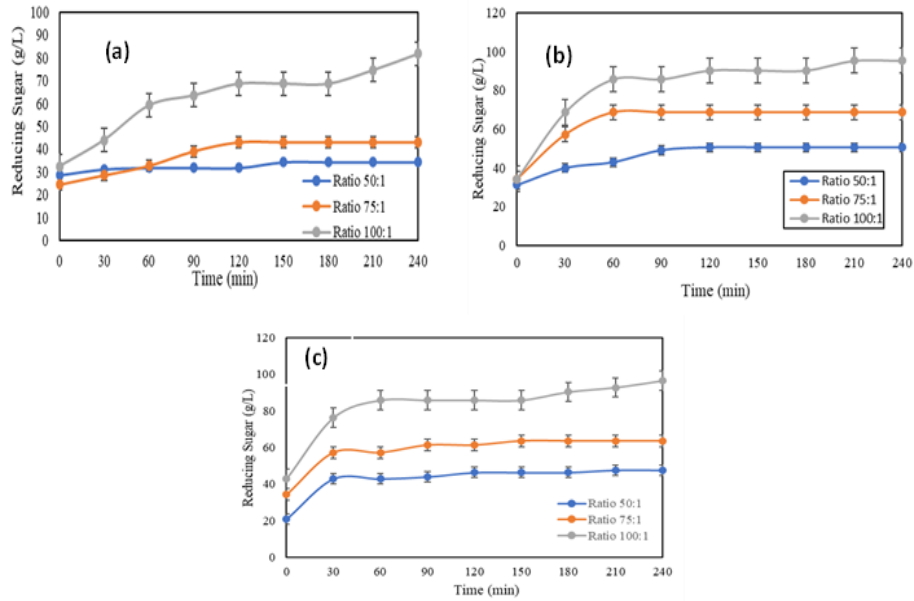 (a)
Reducing Sugar (g/L)
100
90
80
70
60
50
40
30
20
10
0
0 30 60 90 120 150 180 210 240
Time (min)
Ratio 50:1
Ratio 75:1
Ratio 100:1
(b)
Reducing Sugar (g/L)
120
100
80
60
40
20
0
0 30 60 90 120 150 180 210 240
Time (min)
Ratio 50:1
Ratio 75:1
Ratio 100:1
(c)
Reducing Sugar (g/L)
120
100
80
60
40
20
0
0 30 60 90 120 150 180 210 240
Time (min)
Ratio 50:1
Ratio 75:1
Ratio 100:1